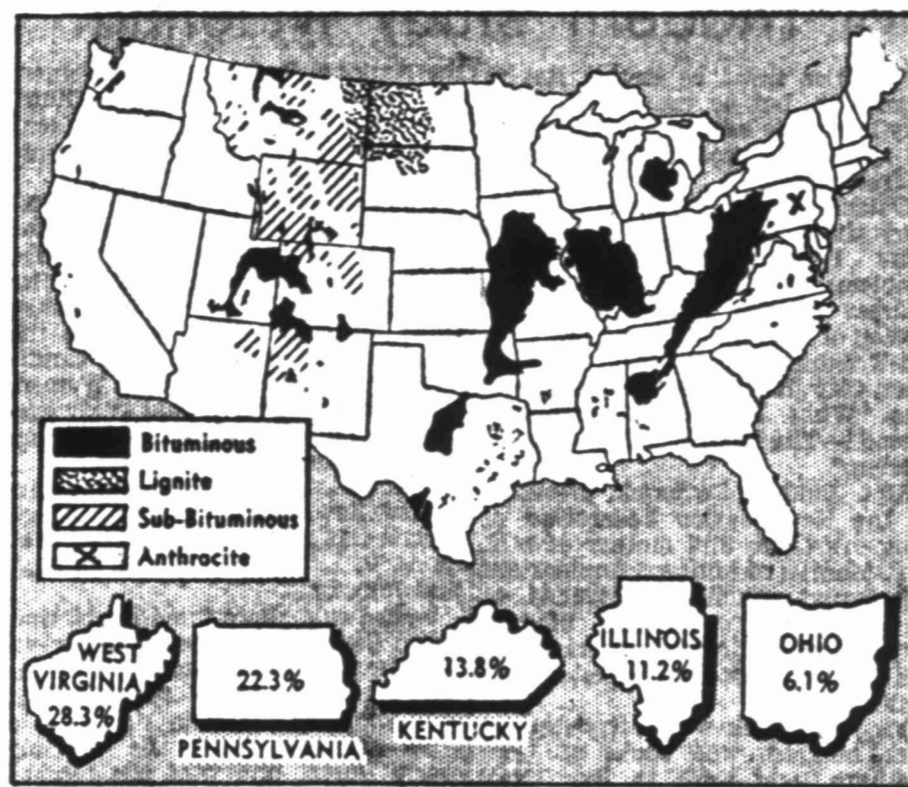 Bituminous
Lignite
Sub-Bituminous
Anthracite
WEST
VIRGINIA
28.3%
22.3%
PENNSYLVANIA
13.8%
KENTUCKY
ILLINOIS
11.2%
OHIO
6.1%